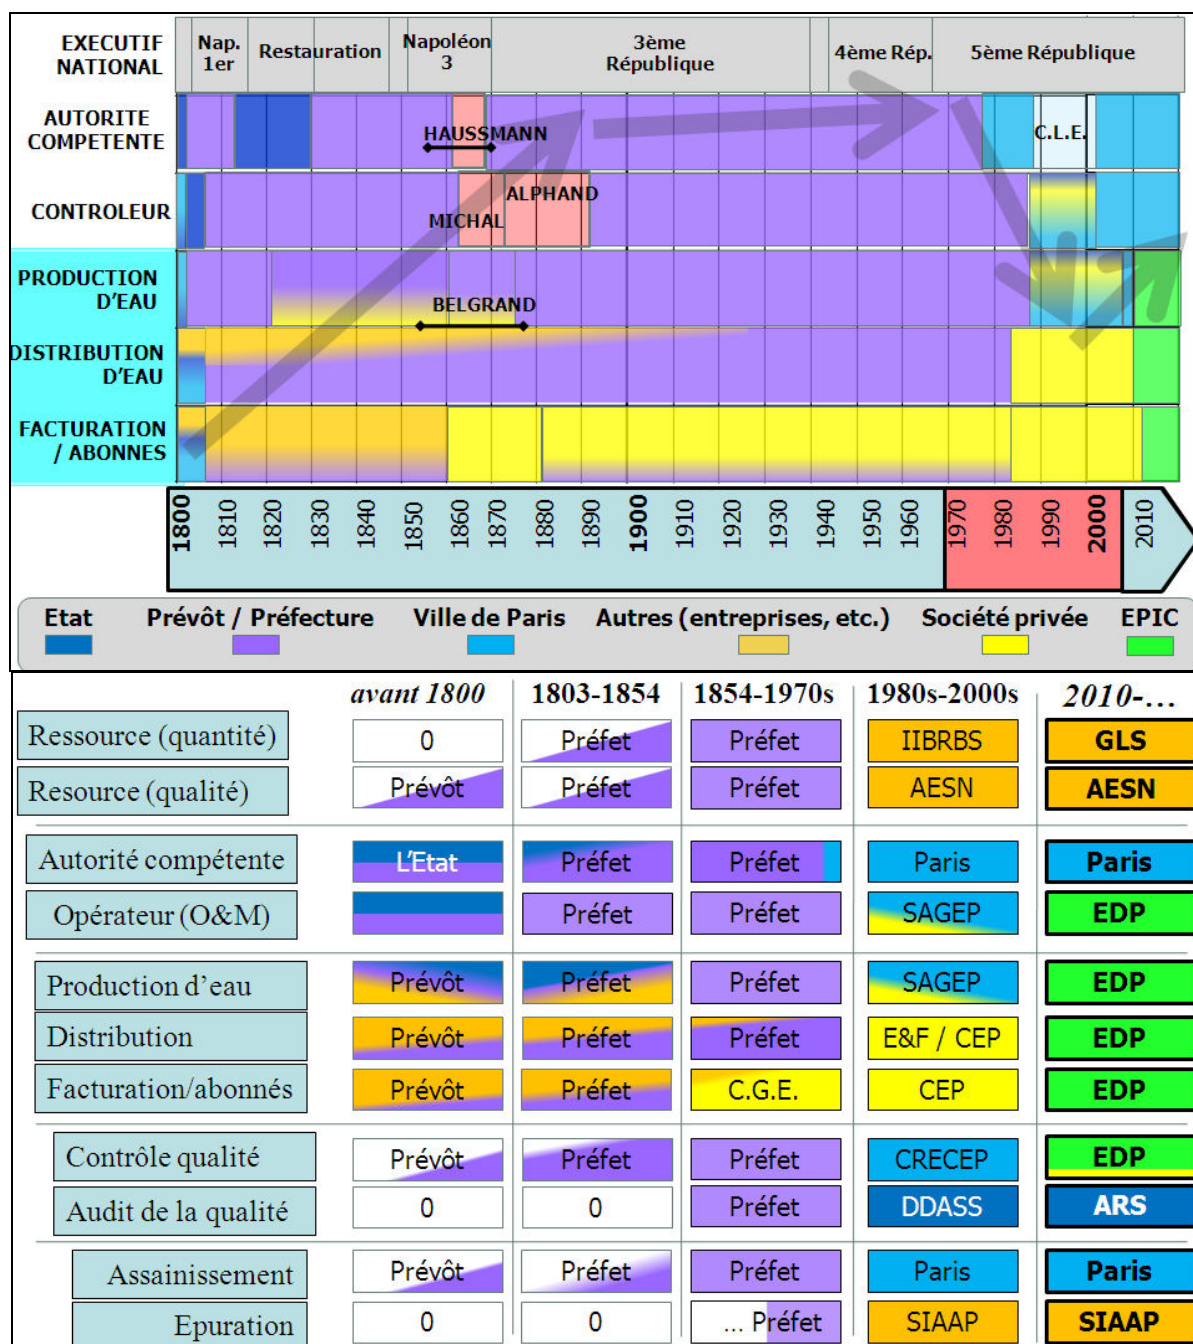 EXECUTIF
NATIONAL
Nap.
1er
Restauration
Napoléon
3
3ème
République
4ème Rép.
5ème République
AUTORITE
COMPETENTE
HAUSSMANN
C.L.E.
CONTROLEUR
MICHAL
ALPHAND
PRODUCTION
D'EAU
BELGRAND
DISTRIBUTION
D'EAU
FACTURATION
/ ABONNES
1800 1810 1820 1830 1840 1850 1860 1870 1880 1890 1900 1910 1920 1930 1940 1950 1960 1970 1980 1990 2000 2010
Etat Prévôt / Préfecture Ville de Paris Autres (entreprises, etc.) Société privée EPIC
avant 1800 1803-1854 1854-1970s 1980s-2000s 2010-...
Ressource (quantité) 0 Préfet Préfet IIBRBS GLS
Resource (qualité) Prévôt Préfet Préfet AESN AESN
Autorité compétente L'Etat Préfet Préfet Paris Paris
Opérateur (O&M) Préfet Préfet SAGEP EDP
Production d'eau Prévôt Préfet Préfet SAGEP EDP
Distribution Prévôt Préfet Préfet E&F / CEP EDP
Facturation/abonnés Prévôt Préfet C.G.E. CEP EDP
Contrôle qualité Prévôt Préfet Préfet CRECEP EDP
Audit de la qualité 0 0 Préfet DDASS ARS
Assainissement Prévôt Préfet Préfet Paris Paris
Epuration 0 0 ... Préfet SIAAP SIAAP